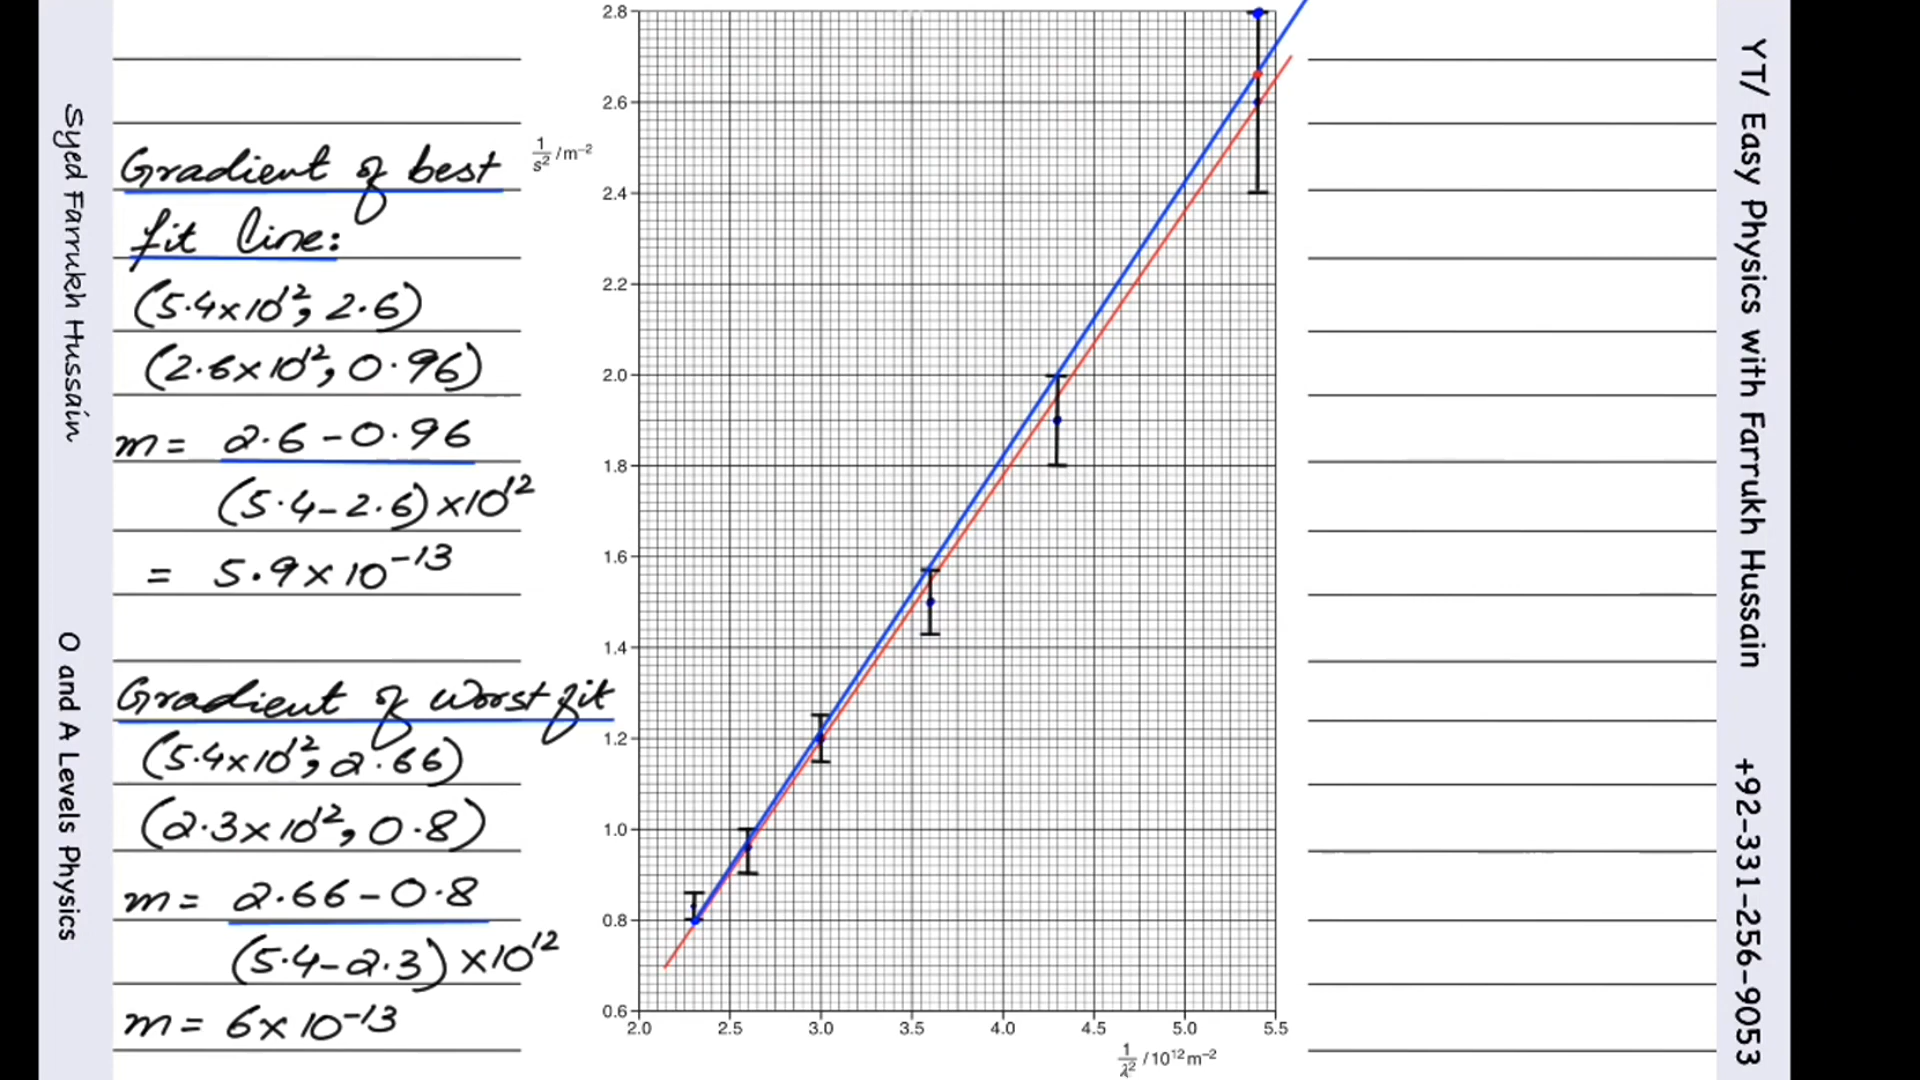 Syed Farrukh Hussain
O and A Levels Physics
Gradient of best
fit line:
(5.4×10¹², 2.6)
(2.6×10¹², 0.96)
m = 2.6 - 0.96
(5.4-2.6)×10¹²
= 5.9×10⁻¹³
Gradient of worst fit
(5.4×10¹², 2.66)
(2.3×10¹², 0.8)
m = 2.66 - 0.8
(5.4-2.3)×10¹²
m = 6×10⁻¹³
1/s² /m⁻²
2.8
2.6
2.4
2.2
2.0
1.8
1.6
1.4
1.2
1.0
0.8
0.6
2.0 2.5 3.0 3.5 4.0 4.5 5.0 5.5
1/λ² /10¹² m⁻²
YT/ Easy Physics with Farrukh Hussain
+92-331-256-9053